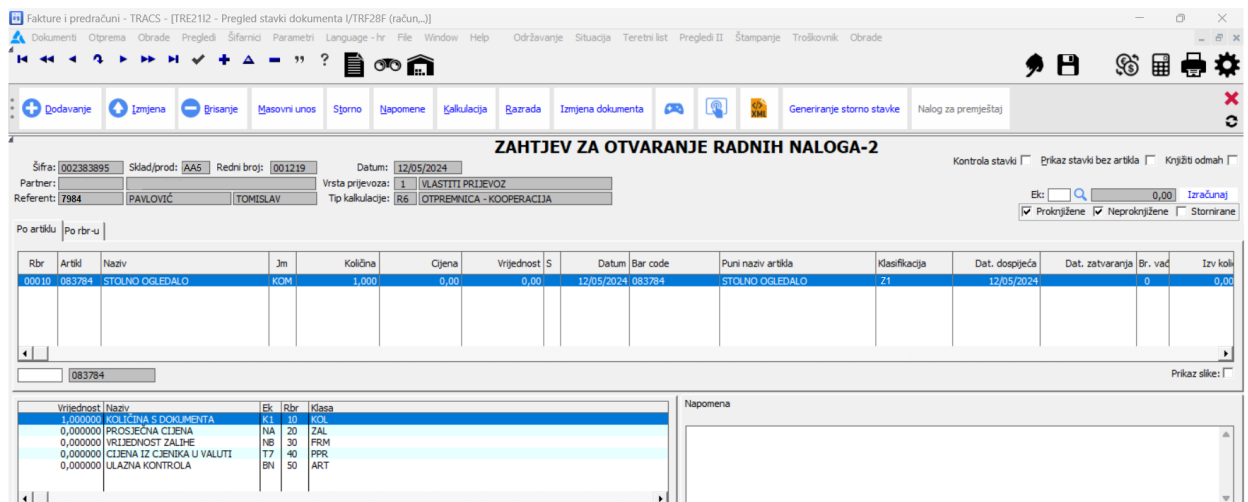 Fakture i predračuni - TRACS - [TRE21I2 - Pregled stavki dokumenta I/TRF28F (račun,..)]
Dokumenti Otprema Obrade Pregledi Šifarnici Parametri Language - hr File Window Help Održavanje Situacija Teretni list Pregledi II Štampanje Troškovnik Obrade
Dodavanje Izmjena Brisanje Masovni unos Storno Napomene Kalkulacija Razrada Izmjena dokumenta XML Generiranje storno stavke Nalog za premještaj
ZAHTJEV ZA OTVARANJE RADNIH NALOGA-2
Kontrola stavki Prikaz stavki bez artikla Knjižiti odmah
Šifra: 002383895 Sklad/prod: AA5 Redni broj: 001219 Datum: 12/05/2024
Partner: Vrsta prijevoza: 1 VLASTITI PRIJEVOZ
Referent: 7984 PAVLOVIĆ TOMISLAV Tip kalkulacije: R6 OTPREMNICA - KOOPERACIJA
Ek: 0,00 Izračunaj
Proknjižene Neproknjižene Stornirane
Po artiklu Po rbr-u
Rbr Artikl Naziv Jm Količna Cijena Vrijednost S Datum Bar code Puni naziv artikla Klasifikacija Dat. dospijeća Dat. zatvaranja Br. vað Izv koli
00010 083784 STOLNO OGLEDALO KOM 1,000 0,00 0,00 12/05/2024 083784 STOLNO OGLEDALO Z1 12/05/2024 0 0,00
083784
Prikaz slike:
Vrijednost Naziv Ek Rbr Klasa
1,000000 KOLIČINA S DOKUMENTA K1 10 KOL
0,000000 PROSJEČNA CIJENA NA 20 ZAL
0,000000 VRIJEDNOST ZALIHE NB 30 FRM
0,000000 CIJENA IZ CJENIKA U VALUTI T7 40 PPR
0,000000 ULAZNA KONTROLA BN 50 ART
Napomena